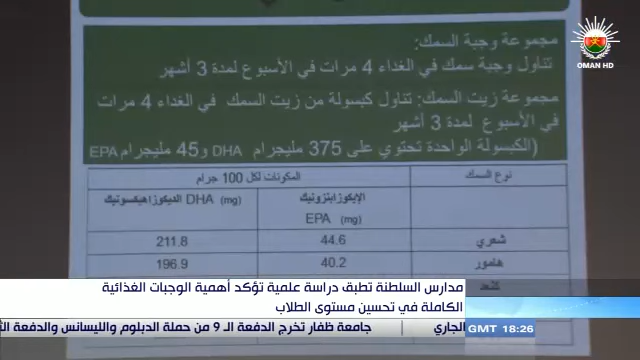 OMAN HD
مجموعة وجبة السمك:
تناول وجبة سمك في الغداء 4 مرات في الأسبوع لمدة 3 أشهر
مجموعة زيت السمك: تناول كبسولة من زيت السمك في الغداء 4 مرات
في الأسبوع لمدة 3 أشهر
(الكبسولة الواحدة تحتوي على 375 مليجرام DHA و45 مليجرام EPA
نوع السمك المكونات لكل 100 جرام
الإيكوزابنزونيك EPA (mg) الديكوزاهيكسونيك DHA (mg)
شعري 44.6 211.8
هامور 40.2 196.9
كنعد
مدارس السلطنة تطبق دراسة علمية تؤكد أهمية الوجبات الغذائية
الكاملة في تحسين مستوى الطلاب
GMT 18:26 الجاري | جامعة ظفار تخرج الدفعة الـ 9 من حملة الدبلوم والليسانس والدفعة